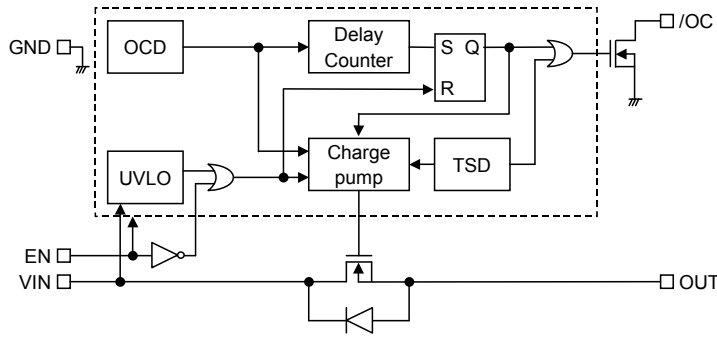 GND
OCD
Delay
Counter
S Q
R
/OC
UVLO
Charge
pump
TSD
EN
VIN
OUT